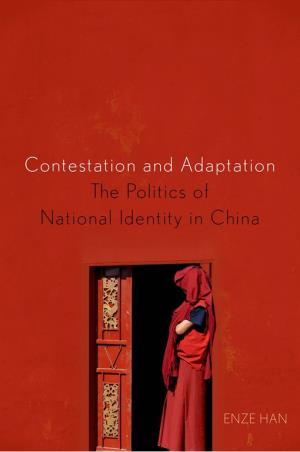 Contestation and Adaptation
The Politics of
National Identity in China
ENZE HAN